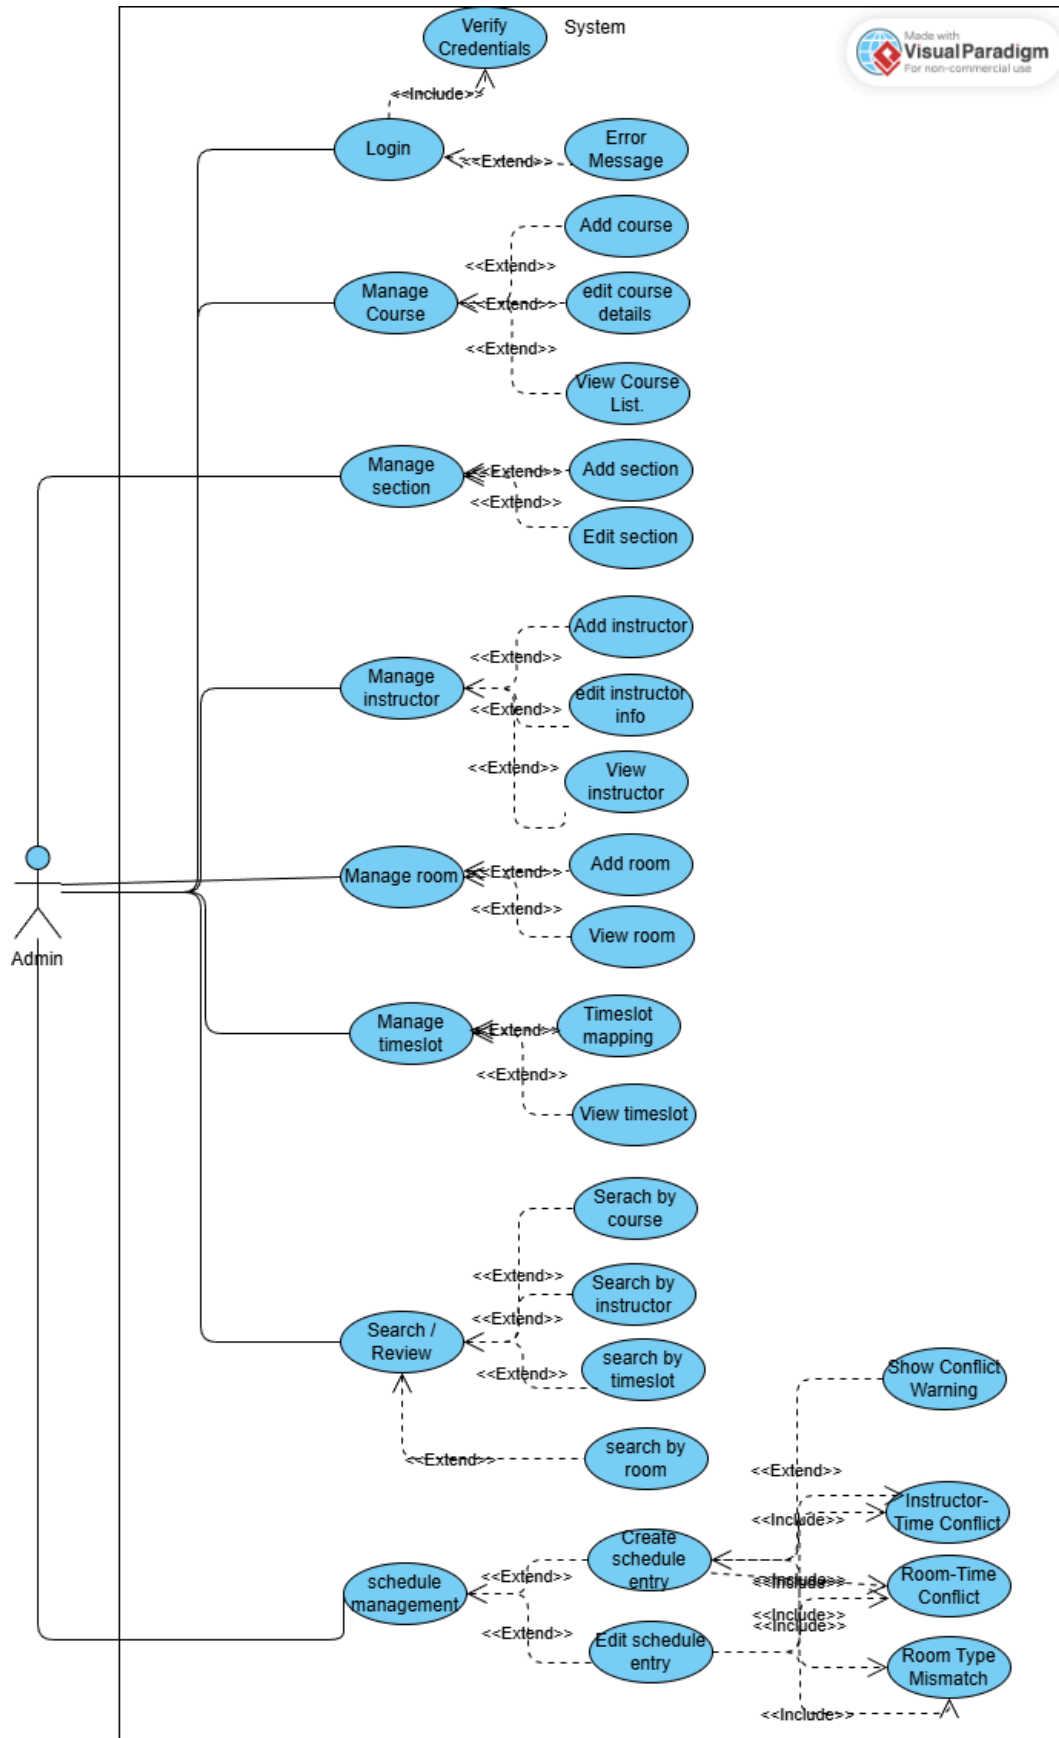 Verify
Credentials
System
Made with
Visual Paradigm
For non-commercial use
<<Include>>
Login
Error
Message
<<Extend>>
Add course
<<Extend>>
Manage
Course
<<Extend>>
edit course
details
<<Extend>>
View Course
List.
Manage
section
<<Extend>>
Add section
<<Extend>>
Edit section
Add instructor
<<Extend>>
Manage
instructor
<<Extend>>
edit instructor
info
<<Extend>>
View
instructor
Manage room
<<Extend>>
Add room
<<Extend>>
View room
Admin
Manage
timeslot
<<Extend>>
Timeslot
mapping
<<Extend>>
View timeslot
Serach by
course
<<Extend>>
Search by
instructor
<<Extend>>
Search /
Review
<<Extend>>
search by
timeslot
Show Conflict
Warning
<<Extend>>
search by
room
<<Extend>>
Instructor-
Time Conflict
<<Include>>
Create
schedule
entry
<<Extend>>
schedule
management
<<Include>>
<<Include>>
Room-Time
Conflict
<<Include>>
<<Include>>
<<Extend>>
Edit schedule
entry
Room Type
Mismatch
<<Include>>